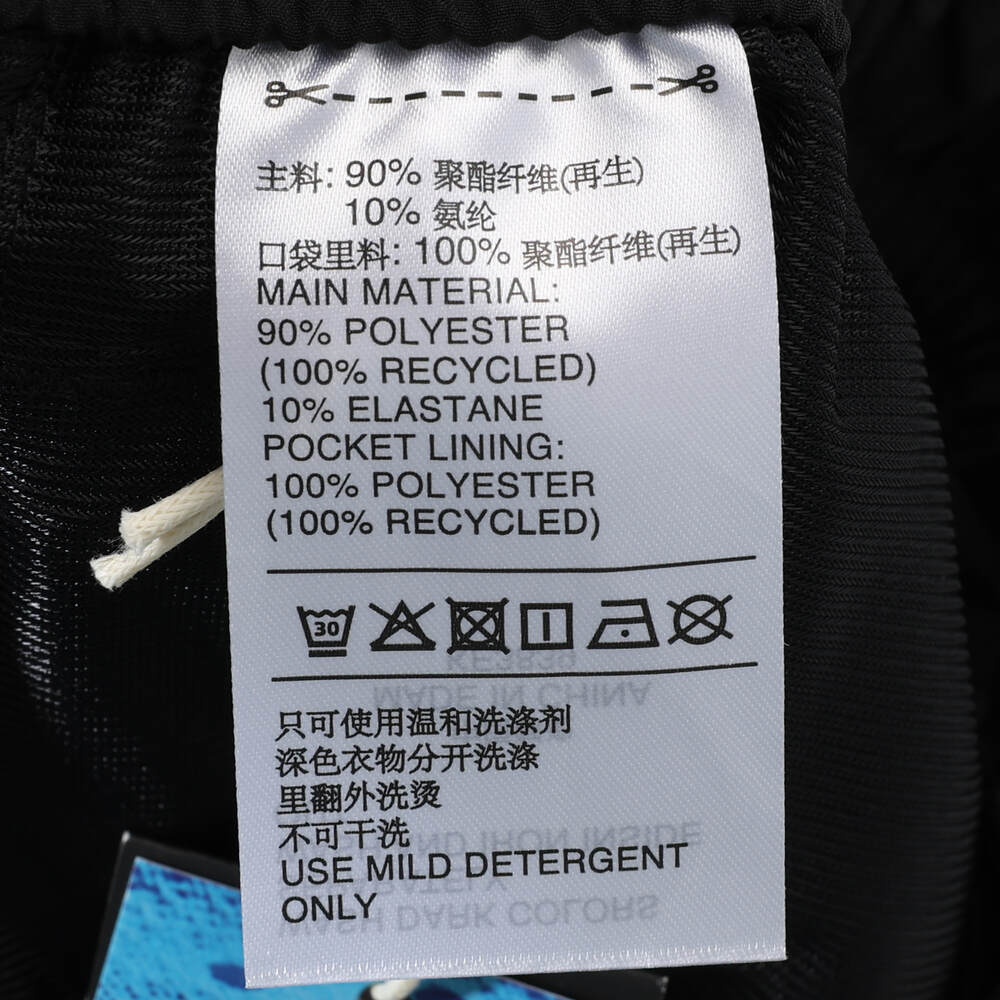 主料: 90% 聚酯纤维(再生)
10% 氨纶
口袋里料: 100% 聚酯纤维(再生)
MAIN MATERIAL:
90% POLYESTER
(100% RECYCLED)
10% ELASTANE
POCKET LINING:
100% POLYESTER
(100% RECYCLED)
30
只可使用温和洗涤剂
深色衣物分开洗涤
里翻外洗烫
不可干洗
USE MILD DETERGENT
ONLY